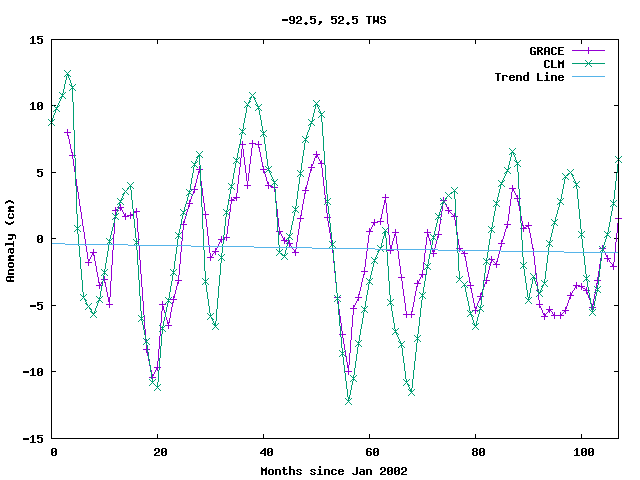 -92.5, 52.5 TWS
GRACE
CLM
Trend Line
15
10
5
0
-5
-10
-15
Anomaly (cm)
0 20 40 60 80 100
Months since Jan 2002